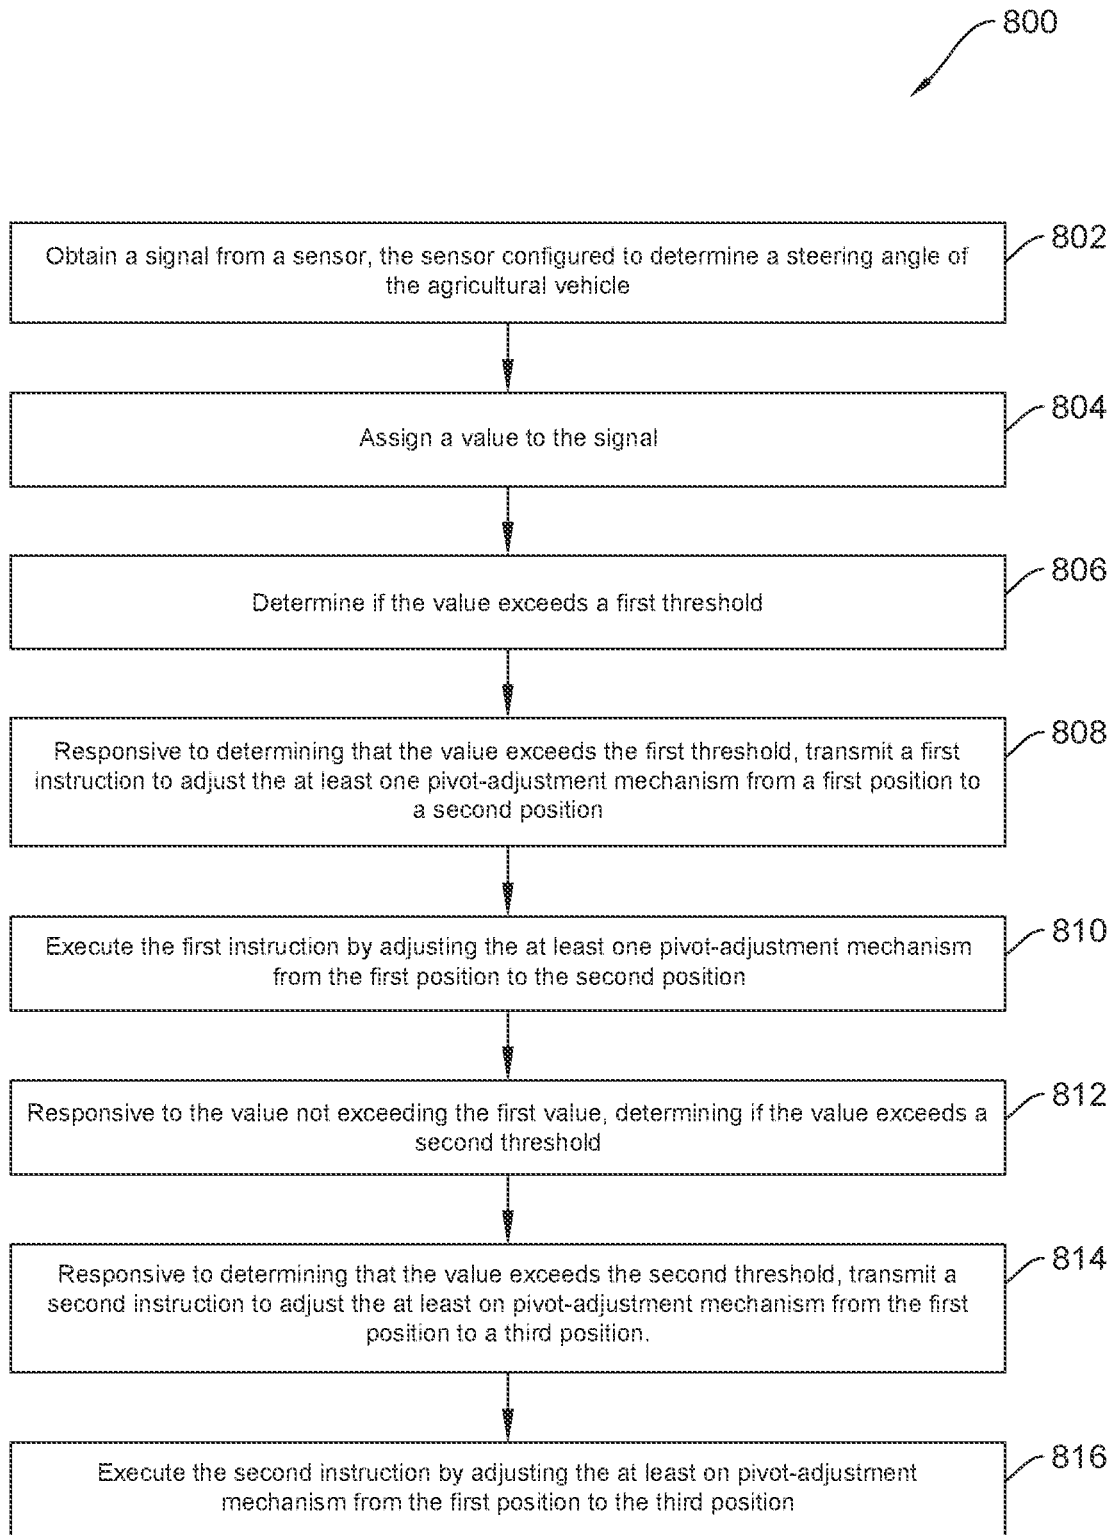 800
802
Obtain a signal from a sensor, the sensor configured to determine a steering angle of
the agricultural vehicle
804
Assign a value to the signal
806
Determine if the value exceeds a first threshold
808
Responsive to determining that the value exceeds the first threshold, transmit a first
instruction to adjust the at least one pivot-adjustment mechanism from a first position to
a second position
810
Execute the first instruction by adjusting the at least one pivot-adjustment mechanism
from the first position to the second position
812
Responsive to the value not exceeding the first value, determining if the value exceeds a
second threshold
814
Responsive to determining that the value exceeds the second threshold, transmit a
second instruction to adjust the at least on pivot-adjustment mechanism from the first
position to a third position.
816
Execute the second instruction by adjusting the at least on pivot-adjustment
mechanism from the first position to the third position